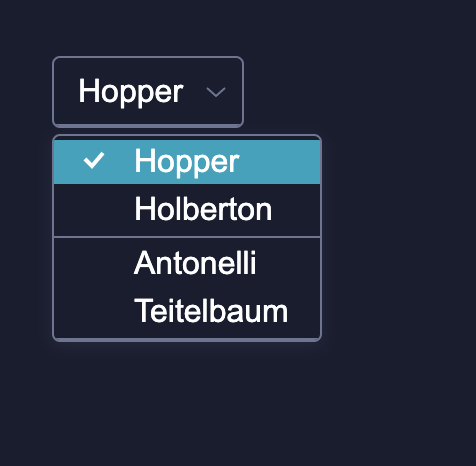 Hopper
Hopper
Holberton
Antonelli
Teitelbaum